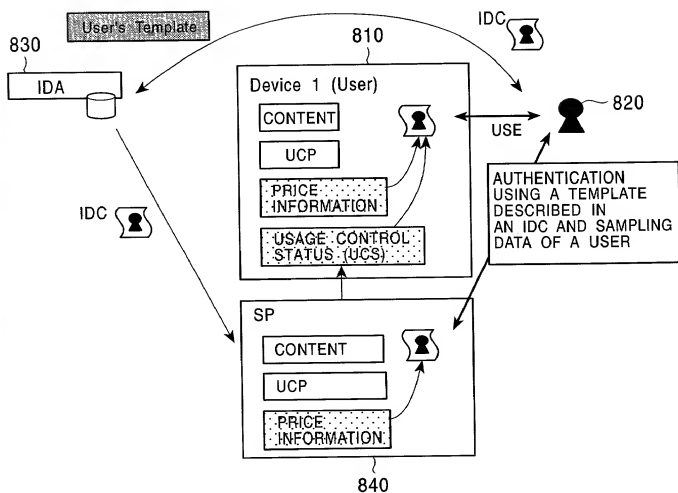 User's Template
IDC
830
810
IDA
Device 1 (User)
820
CONTENT
USE
UCP
AUTHENTICATION
USING A TEMPLATE
DESCRIBED IN
AN IDC AND SAMPLING
DATA OF A USER
PRICE
INFORMATION
IDC
USAGE CONTROL
STATUS (UCS)
SP
CONTENT
UCP
PRICE
INFORMATION
840